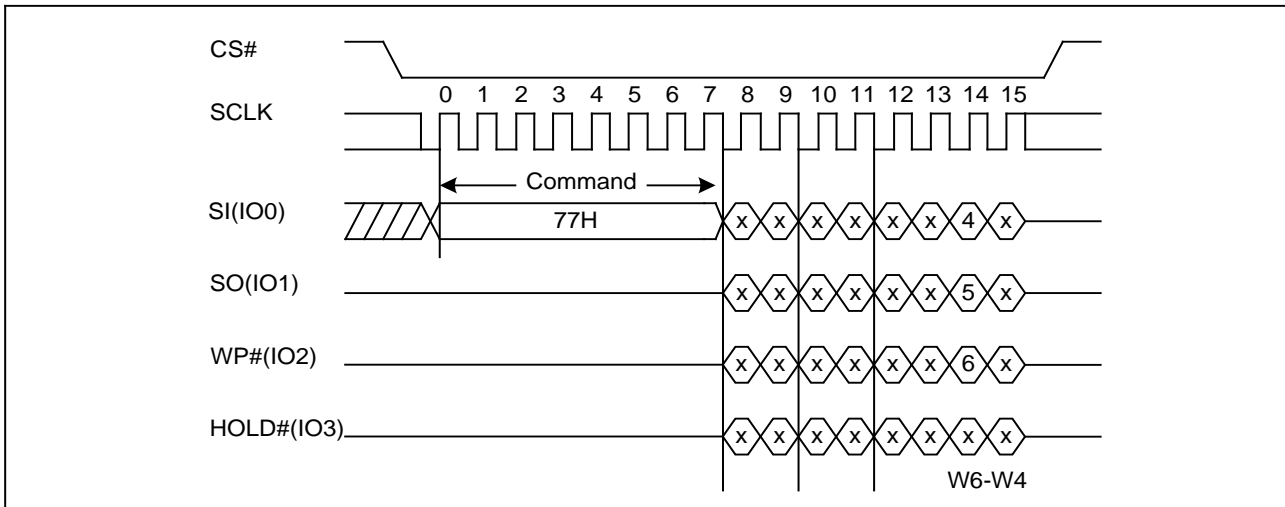 CS#
0 1 2 3 4 5 6 7 8 9 10 11 12 13 14 15
SCLK
Command
SI(IO0) 77H x x x x x x 4 x
SO(IO1) x x x x x x 5 x
WP#(IO2) x x x x x x 6 x
HOLD#(IO3) x x x x x x x x
W6-W4